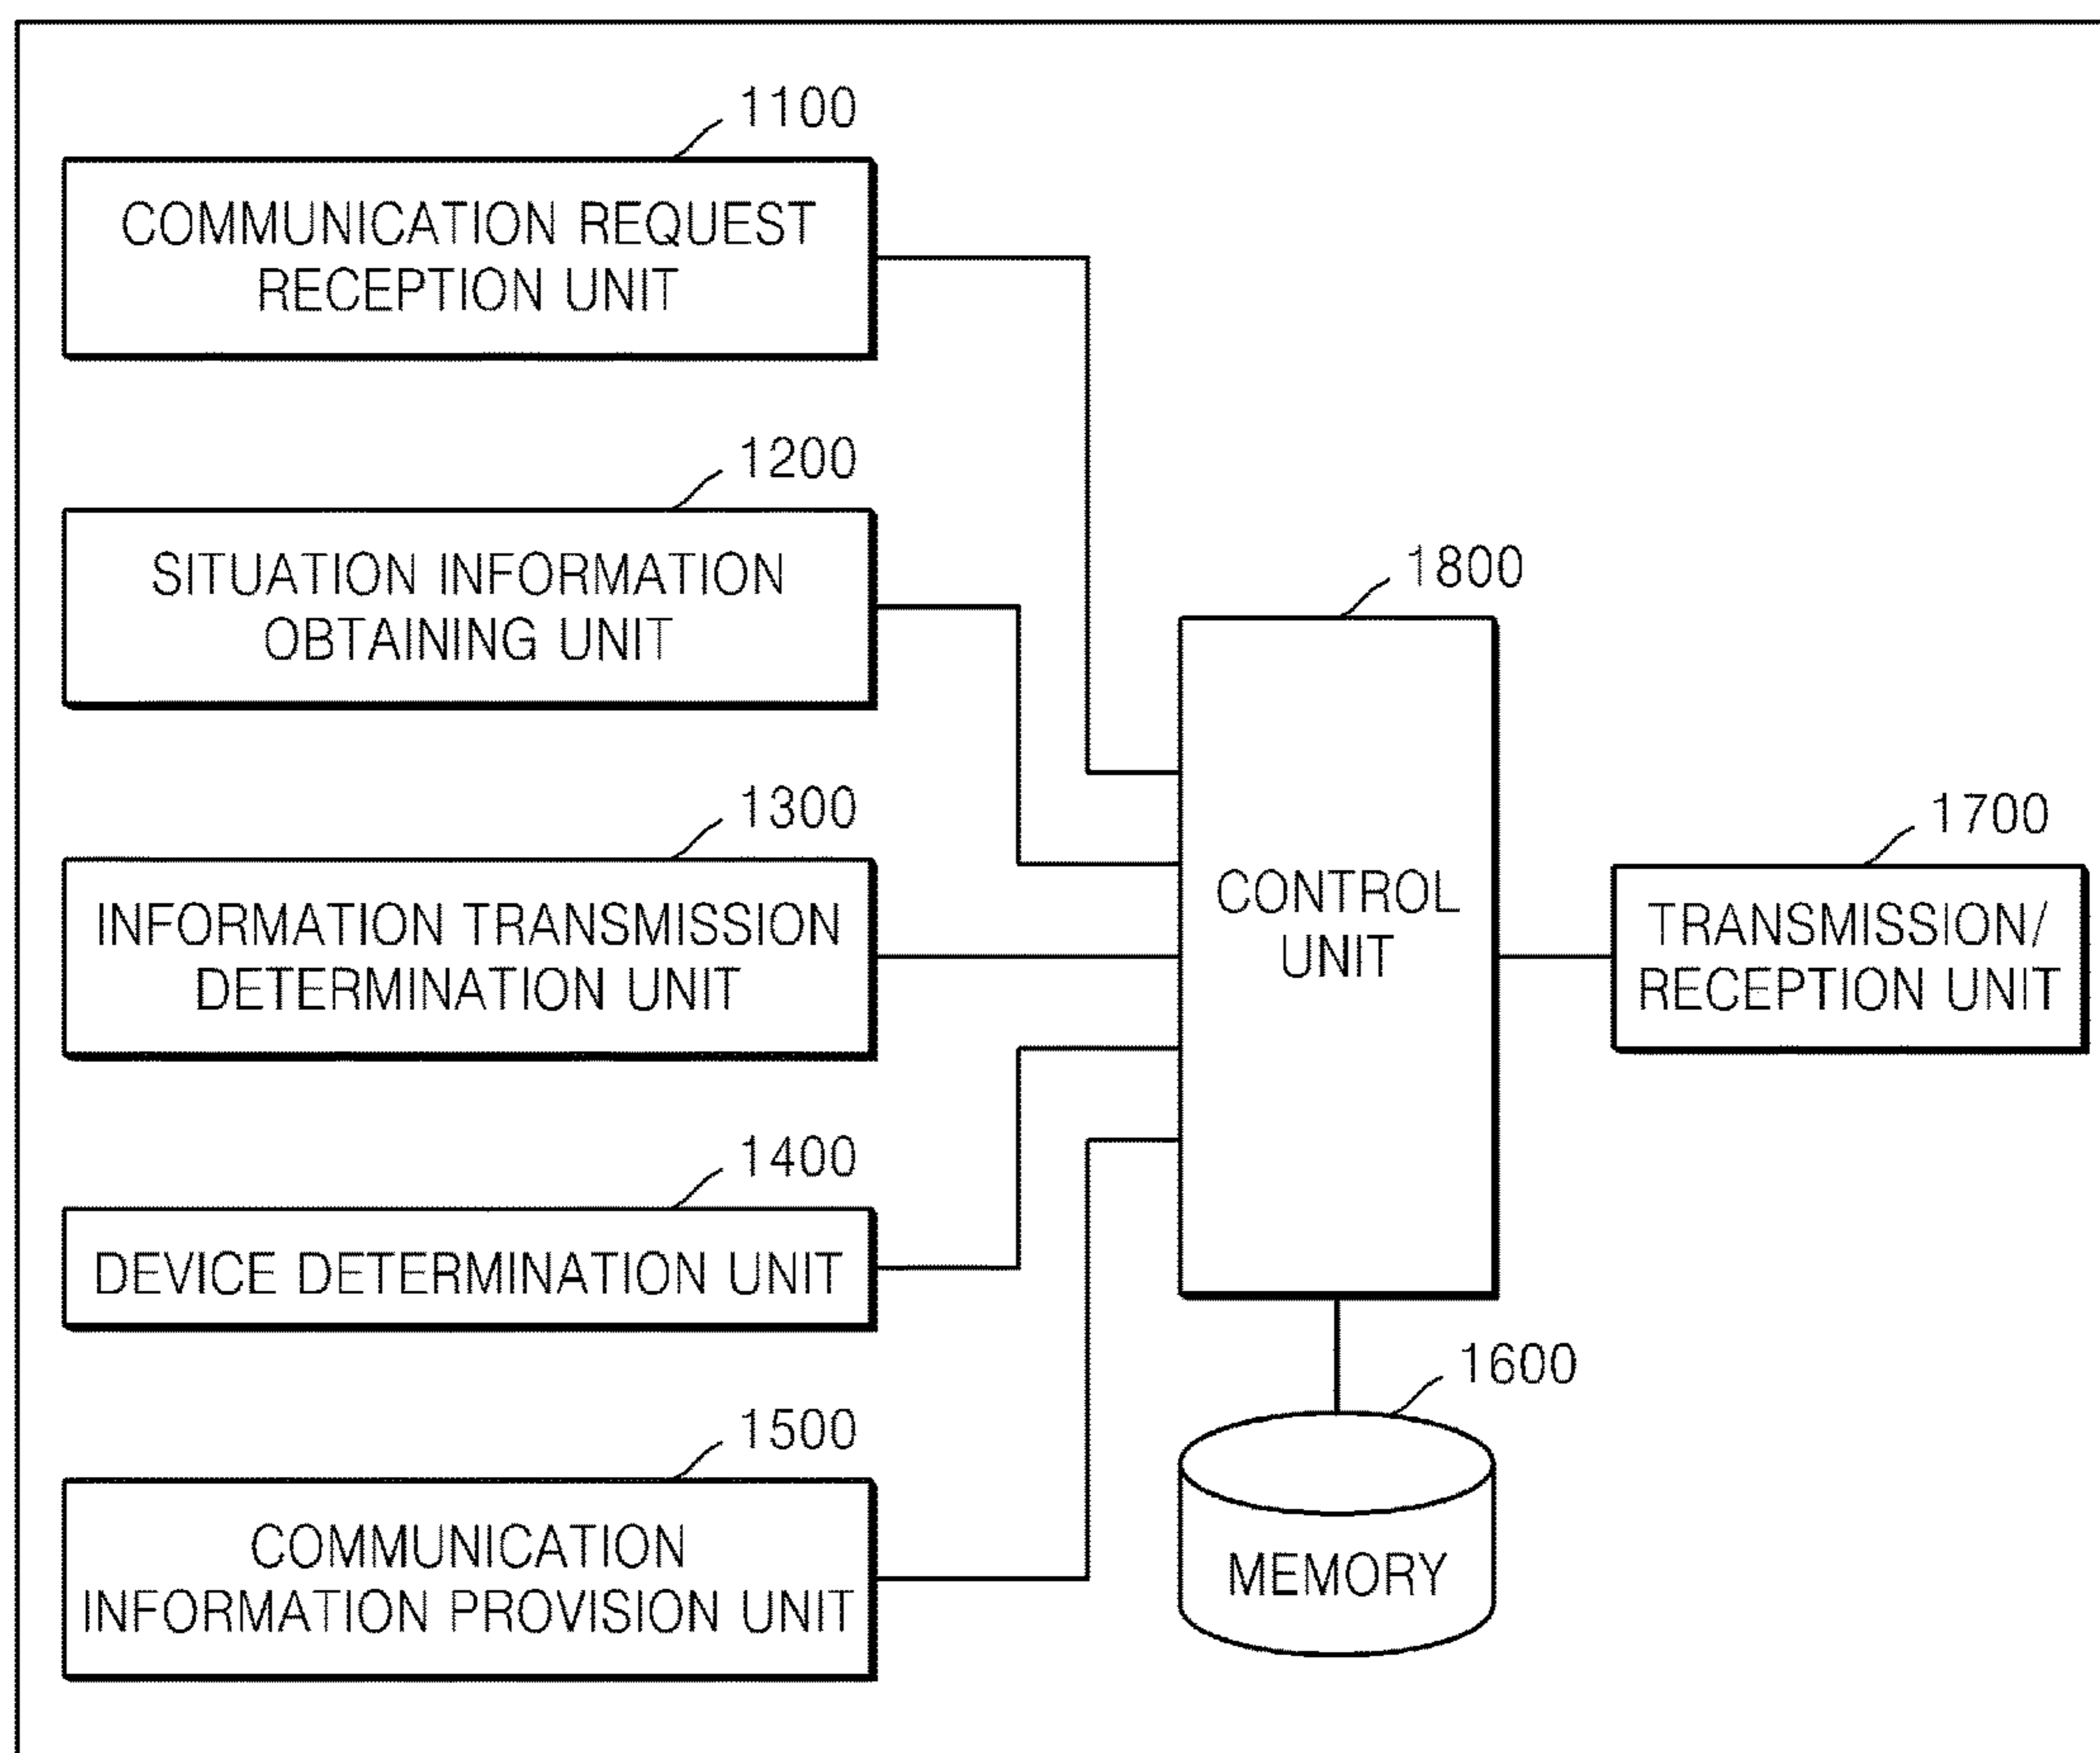 1100
COMMUNICATION REQUEST
RECEPTION UNIT
1200
SITUATION INFORMATION
OBTAINING UNIT
1300
INFORMATION TRANSMISSION
DETERMINATION UNIT
1400
DEVICE DETERMINATION UNIT
1500
COMMUNICATION
INFORMATION PROVISION UNIT
1800
CONTROL
UNIT
1600
MEMORY
1700
TRANSMISSION/
RECEPTION UNIT